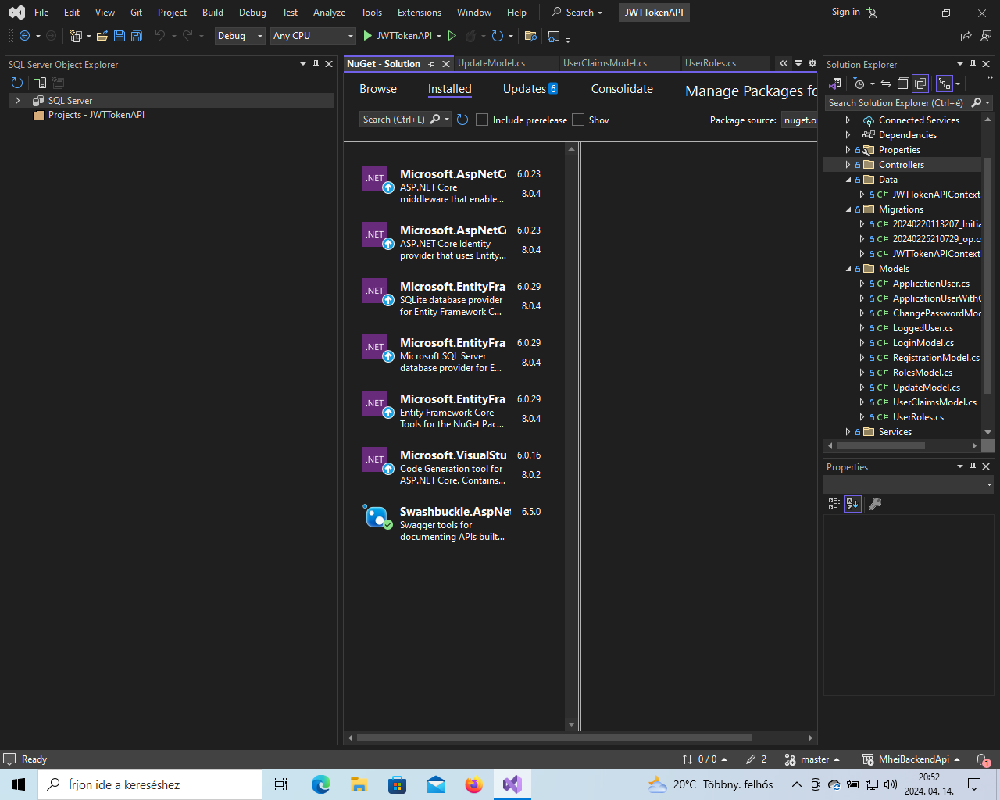 File Edit View Git Project Build Debug Test Analyze Tools Extensions Window Help Search JWTTokenAPI Sign in
Debug Any CPU JWTTokenAPI
SQL Server Object Explorer
SQL Server
Projects - JWTTokenAPI
NuGet - Solution UpdateModel.cs UserClaimsModel.cs UserRoles.cs
Browse Installed Updates 6 Consolidate Manage Packages fo
Search (Ctrl+L) Include prerelease Show Package source: nuget.o
.NET Microsoft.AspNetCo 6.0.23
ASP.NET Core 8.0.4
middleware that enable...
.NET Microsoft.AspNetCo 6.0.23
ASP.NET Core Identity 8.0.4
provider that uses Entity...
.NET Microsoft.EntityFra 6.0.29
SQLite database provider 8.0.4
for Entity Framework C...
.NET Microsoft.EntityFra 6.0.29
Microsoft SQL Server 8.0.4
database provider for E...
.NET Microsoft.EntityFra 6.0.29
Entity Framework Core 8.0.4
Tools for the NuGet Pac...
.NET Microsoft.VisualStu 6.0.16
Code Generation tool for 8.0.2
ASP.NET Core. Contains...
Swashbuckle.AspNet 6.5.0
Swagger tools for
documenting APIs built...
Solution Explorer
Search Solution Explorer (Ctrl+é)
Connected Services
Dependencies
Properties
Controllers
Data
C# JWTTokenAPIContext
Migrations
C# 20240220113207_Initia
C# 20240225210729_op.c
C# JWTTokenAPIContext
Models
C# ApplicationUser.cs
C# ApplicationUserWithC
C# ChangePasswordMod
C# LoggedUser.cs
C# LoginModel.cs
C# RegistrationModel.cs
C# RolesModel.cs
C# UpdateModel.cs
C# UserClaimsModel.cs
C# UserRoles.cs
Services
Properties
Ready 0 / 0 2 master MheiBackendApi 1
Írjon ide a kereséshez 20°C Többny. felhős 20:52
2024. 04. 14.